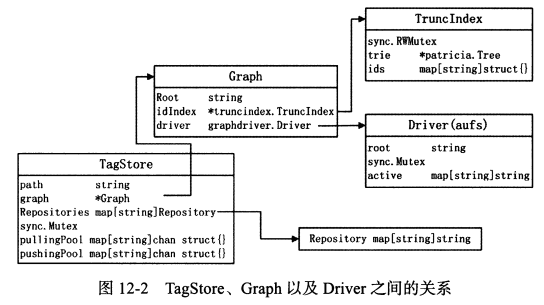 TruncIndex
sync.RWMutex
trie *patricia.Tree
ids map[string]struct{}
Graph
Root string
idIndex *truncindex.TruncIndex
driver graphdriver.Driver
Driver(aufs)
root string
sync.Mutex
active map[string]string
TagStore
path string
graph *Graph
Repositories map[string]Repository
sync.Mutex
pullingPool map[string]chan struct{}
pushingPool map[string]chan struct{}
Repository map[string]string
图 12-2 TagStore、Graph 以及 Driver 之间的关系